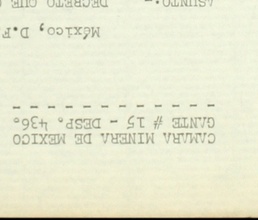 CAMARA MINERA DE MEXICO
GANTE # 15 - DESP. 436.
- - - - - - - - - - - - - - -
México, D.F
ASUNTO.- DECRETO QUE